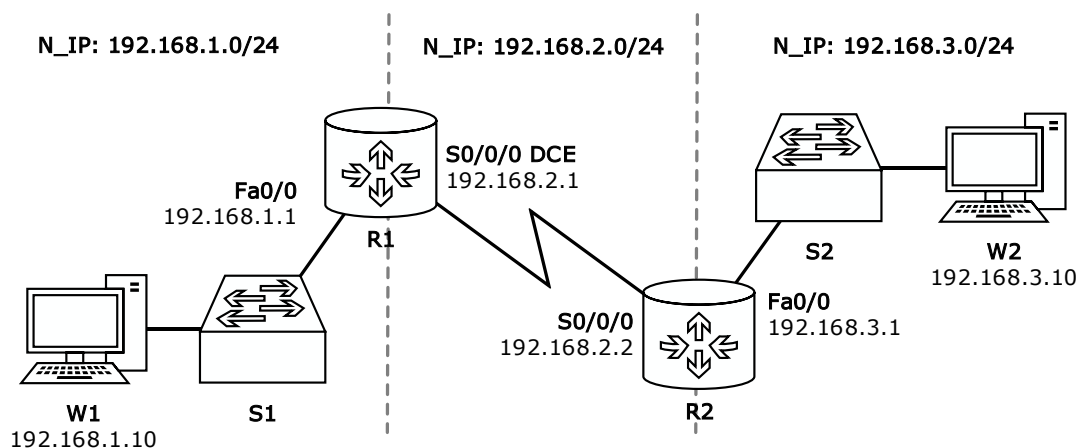 N_IP: 192.168.1.0/24
N_IP: 192.168.2.0/24
N_IP: 192.168.3.0/24
S0/0/0 DCE
192.168.2.1
Fa0/0
192.168.1.1
R1
S2
W2
192.168.3.10
S0/0/0
192.168.2.2
Fa0/0
192.168.3.1
R2
W1
192.168.1.10
S1